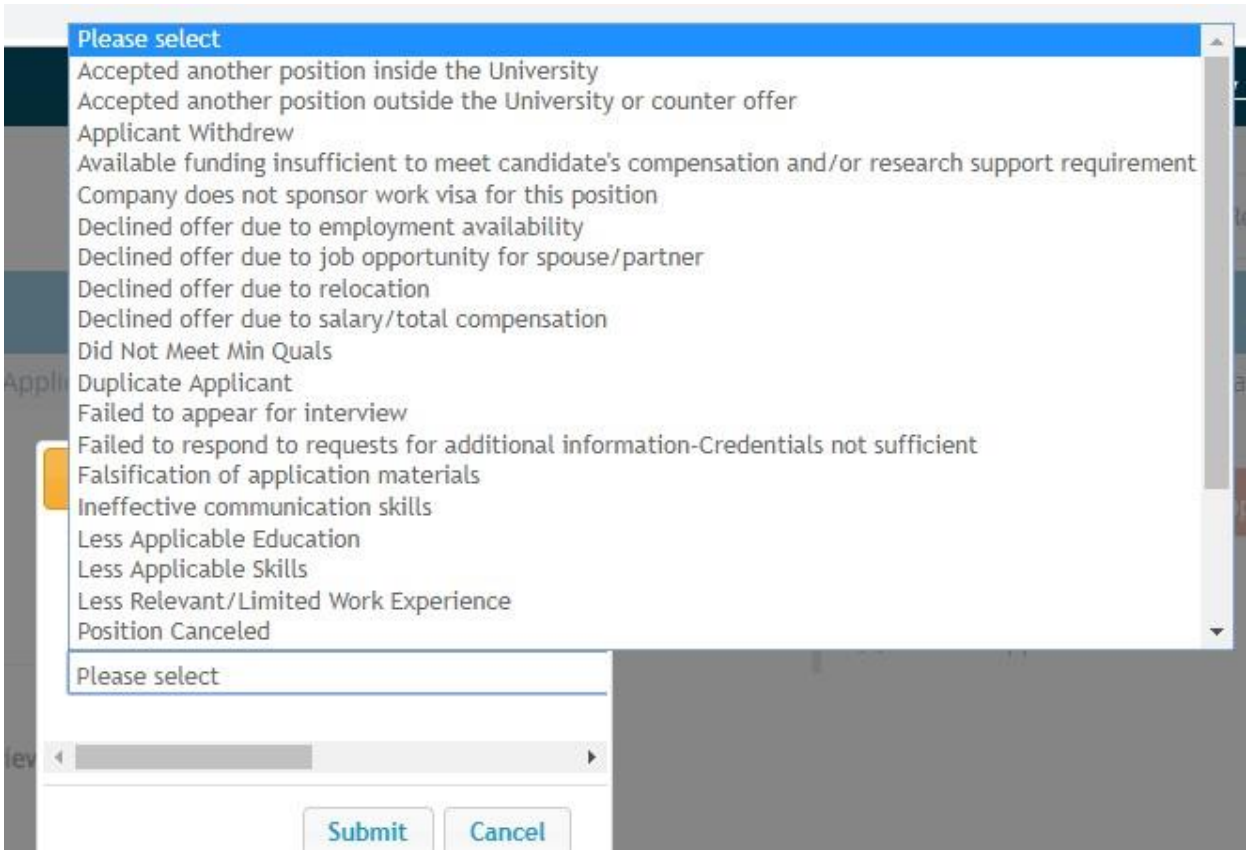 Please select
Accepted another position inside the University
Accepted another position outside the University or counter offer
Applicant Withdrew
Available funding insufficient to meet candidate's compensation and/or research support requirement
Company does not sponsor work visa for this position
Declined offer due to employment availability
Declined offer due to job opportunity for spouse/partner
Declined offer due to relocation
Declined offer due to salary/total compensation
Did Not Meet Min Quals
Duplicate Applicant
Failed to appear for interview
Failed to respond to requests for additional information-Credentials not sufficient
Falsification of application materials
Ineffective communication skills
Less Applicable Education
Less Applicable Skills
Less Relevant/Limited Work Experience
Position Canceled
Please select
Submit Cancel